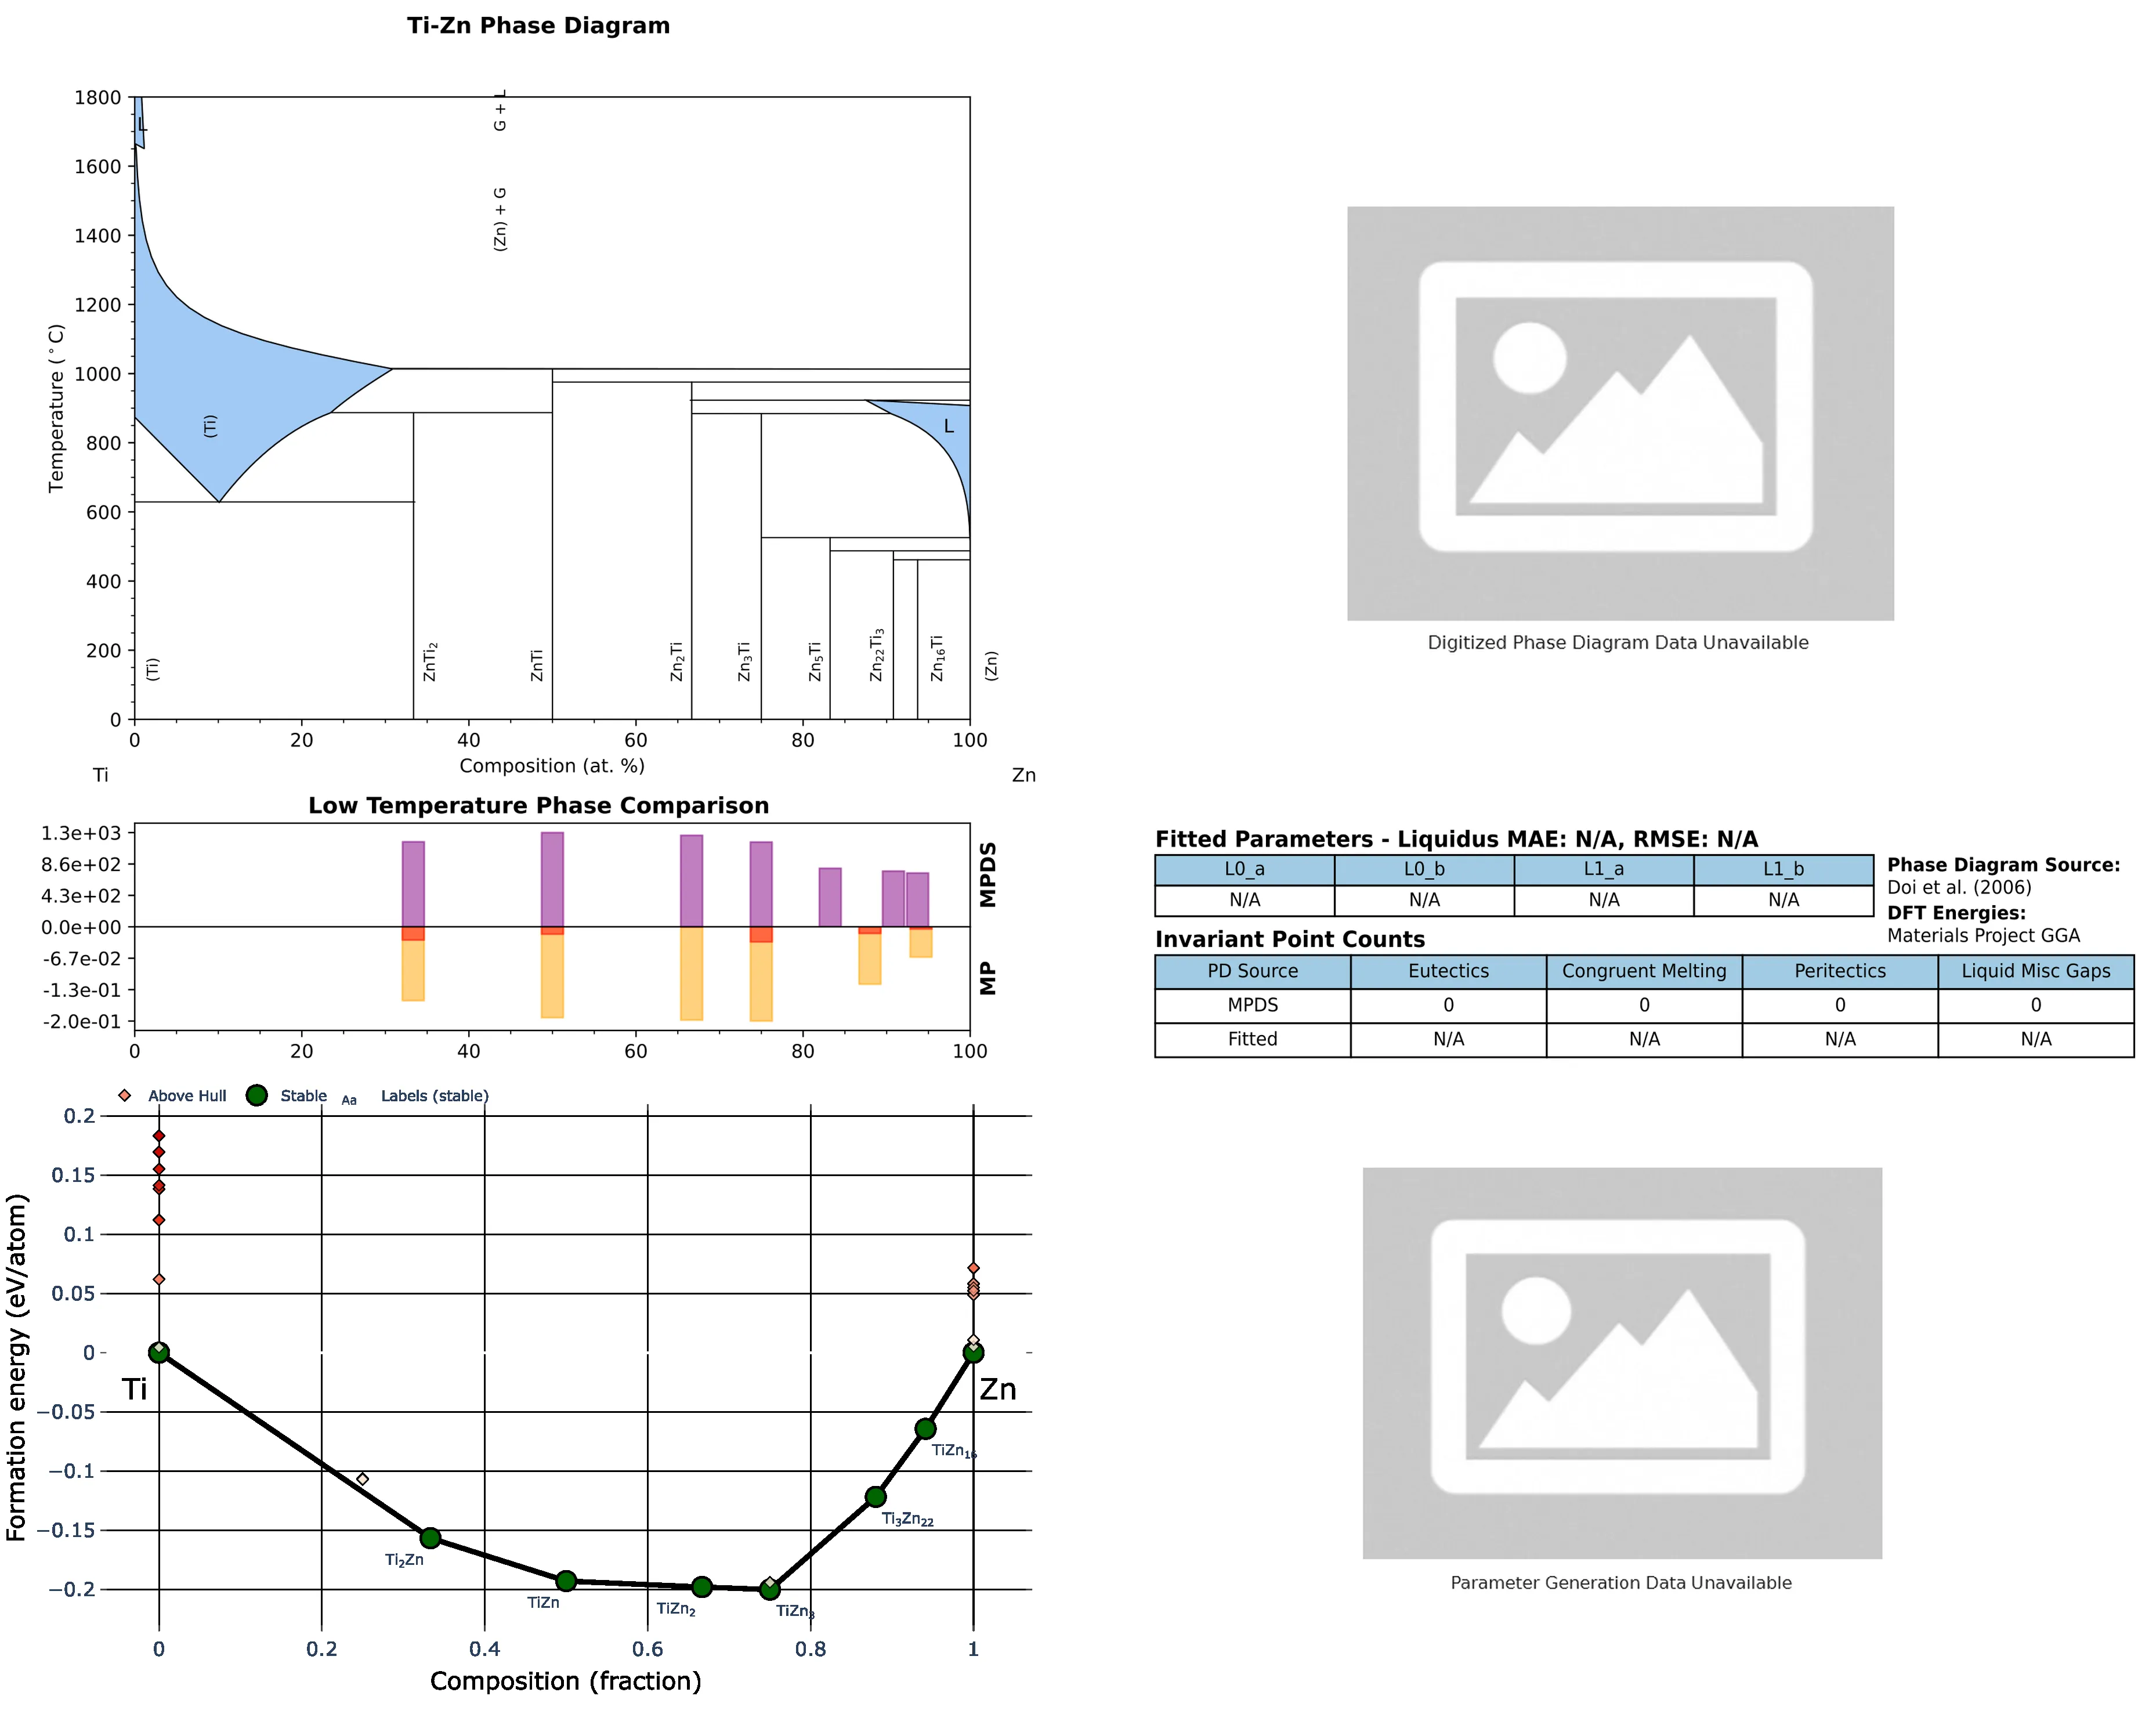 Ti-Zn Phase Diagram
1800
1600
1400
1200
1000
800
600
400
200
0
Temperature (°C)
L
G + L
(Zn) + G
(Ti)
L
(Ti)
ZnTi₂
ZnTi
Zn₂Ti
Zn₃Ti
Zn₅Ti
Zn₂₂Ti₃
Zn₁₆Ti
(Zn)
0 20 40 60 80 100
Composition (at. %)
Ti Zn
Digitized Phase Diagram Data Unavailable
Low Temperature Phase Comparison
1.3e+03
8.6e+02
4.3e+02
0.0e+00
-6.7e-02
-1.3e-01
-2.0e-01
MPDS
MP
0 20 40 60 80 100
Fitted Parameters - Liquidus MAE: N/A, RMSE: N/A
L0_a L0_b L1_a L1_b
N/A N/A N/A N/A
Phase Diagram Source:
Doi et al. (2006)
DFT Energies:
Materials Project GGA
Invariant Point Counts
PD Source Eutectics Congruent Melting Peritectics Liquid Misc Gaps
MPDS 0 0 0 0
Fitted N/A N/A N/A N/A
Above Hull Stable Aa Labels (stable)
0.2
0.15
0.1
0.05
0
−0.05
−0.1
−0.15
−0.2
Formation energy (eV/atom)
Ti
Zn
Ti₂Zn
TiZn
TiZn₂
TiZn₃
Ti₃Zn₂₂
TiZn₁₆
0 0.2 0.4 0.6 0.8 1
Composition (fraction)
Parameter Generation Data Unavailable